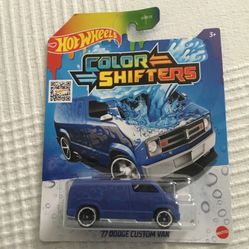 Hot Wheels
COLOR
SHIFTERS
3+
'77 DODGE CUSTOM VAN